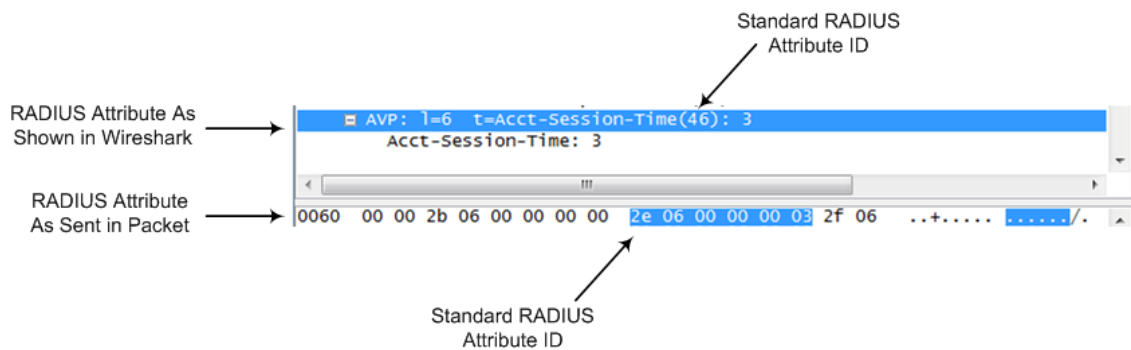 Standard RADIUS
Attribute ID
RADIUS Attribute As
Shown in Wireshark
AVP: l=6 t=Acct-Session-Time(46): 3
Acct-Session-Time: 3
RADIUS Attribute
As Sent in Packet
0060 00 00 2b 06 00 00 00 00 2e 06 00 00 00 03 2f 06 ..+..... ....../.
Standard RADIUS
Attribute ID